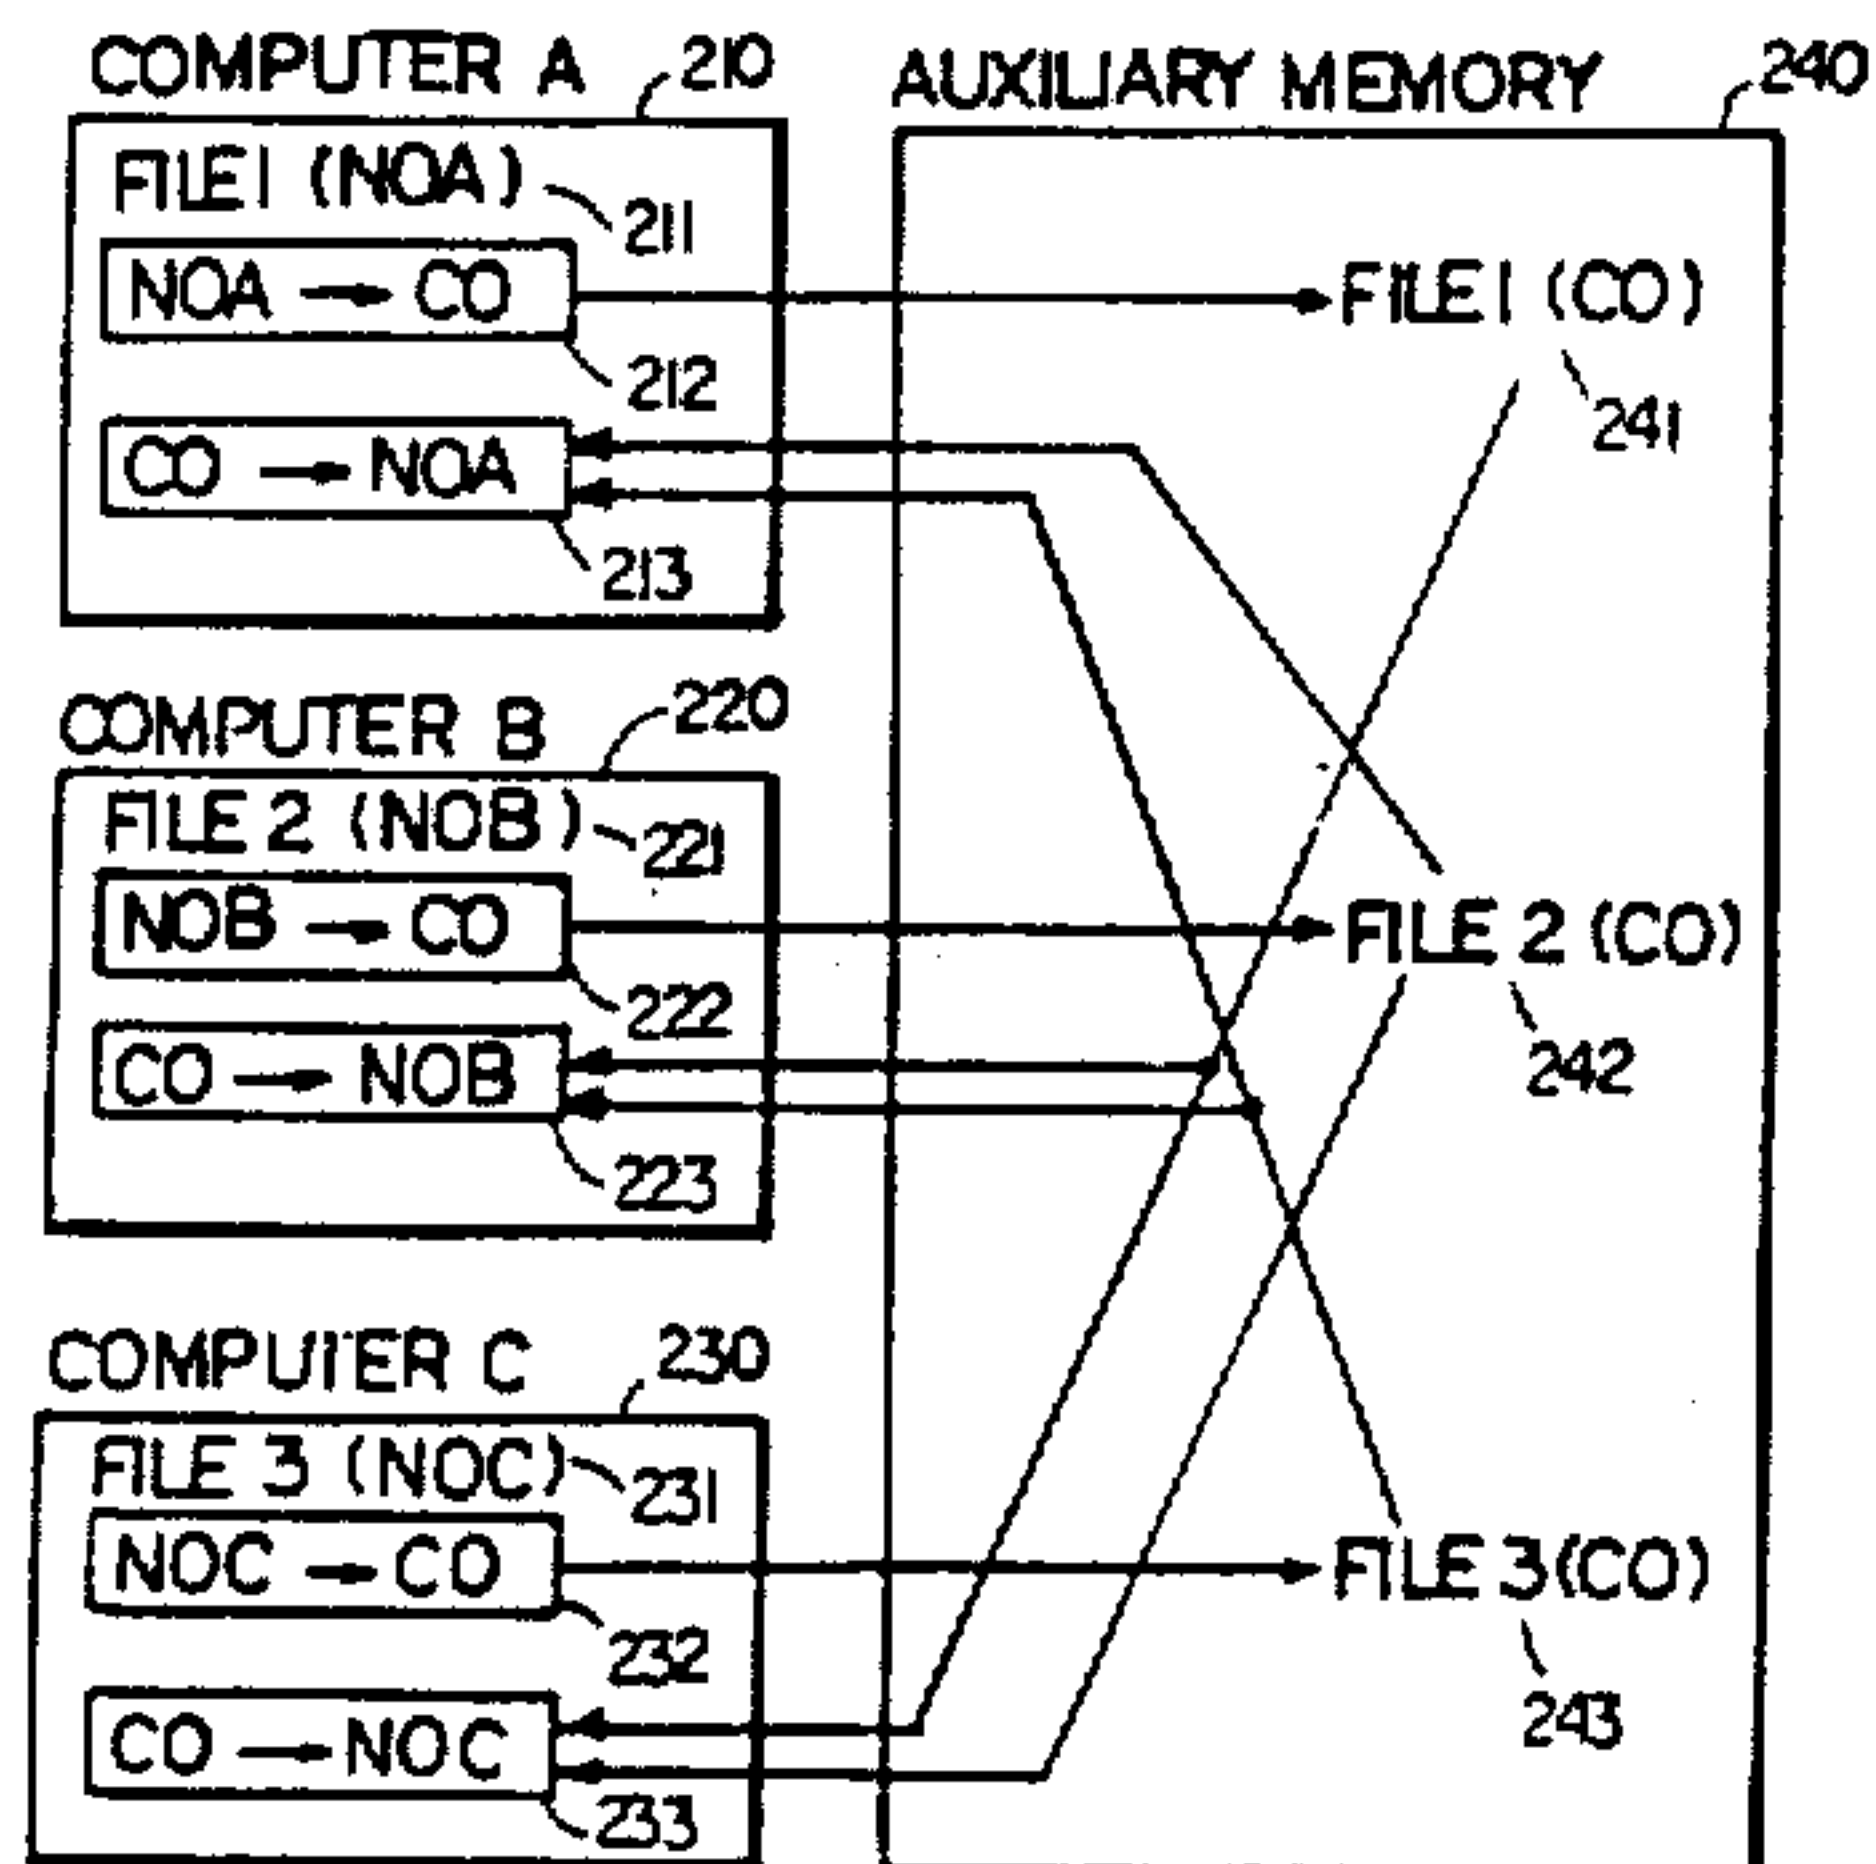 COMPUTER A
210
FILE1 (NOA)
211
NOA → CO
212
CO → NOA
213
COMPUTER B
220
FILE 2 (NOB)
221
NOB → CO
222
CO → NOB
223
COMPUTER C
230
FILE 3 (NOC)
231
NOC → CO
232
CO → NOC
233
AUXILIARY MEMORY
240
FILE1 (CO)
241
FILE 2 (CO)
242
FILE 3(CO)
243